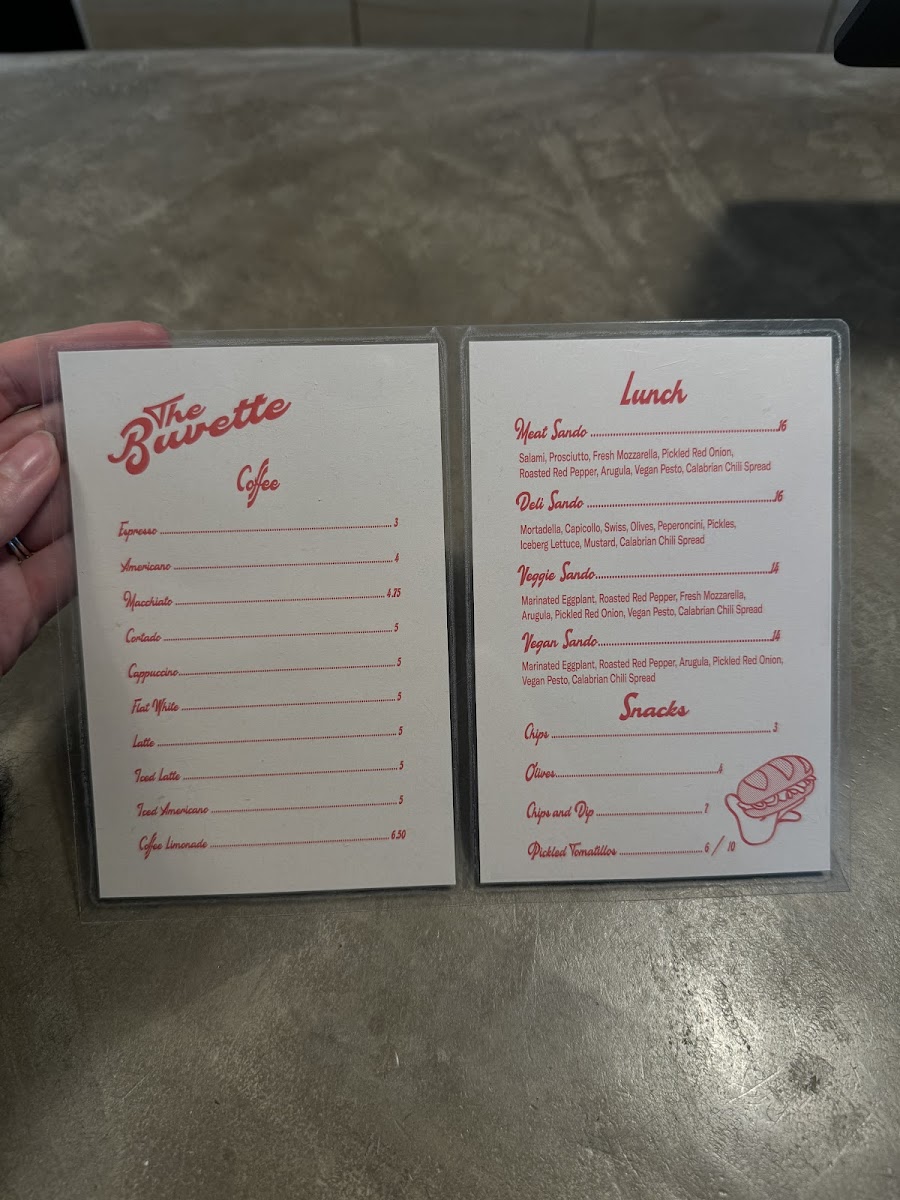 The
Buvette
Coffee
Espresso 3
Americano 4
Macchiato 4.75
Cortado 5
Cappuccino 5
Flat White 5
Latte 5
Iced Latte 5
Iced Americano 5
Coffee Limonade 6.50
Lunch
Meat Sando 16
Salami, Prosciutto, Fresh Mozzarella, Pickled Red Onion,
Roasted Red Pepper, Arugula, Vegan Pesto, Calabrian Chili Spread
Deli Sando 16
Mortadella, Capicollo, Swiss, Olives, Peperoncini, Pickles,
Iceberg Lettuce, Mustard, Calabrian Chili Spread
Veggie Sando 14
Marinated Eggplant, Roasted Red Pepper, Fresh Mozzarella,
Arugula, Pickled Red Onion, Vegan Pesto, Calabrian Chili Spread
Vegan Sando 14
Marinated Eggplant, Roasted Red Pepper, Arugula, Pickled Red Onion,
Vegan Pesto, Calabrian Chili Spread
Snacks
Chips 3
Olives 4
Chips and Dip 7
Pickled Tomatillos 6 / 10